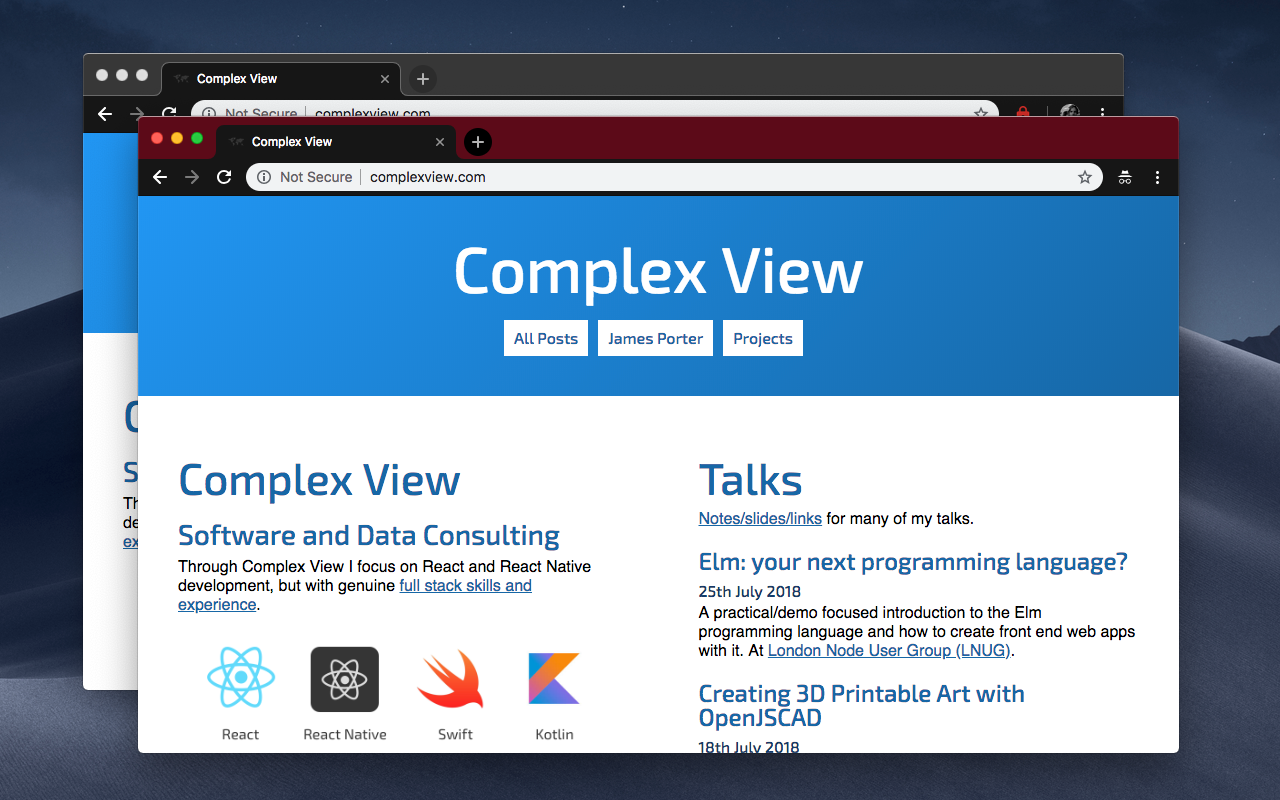 Complex View
Not Secure complexview.com
Complex View
Not Secure complexview.com
Complex View
All Posts James Porter Projects
Complex View
Software and Data Consulting
Through Complex View I focus on React and React Native
development, but with genuine full stack skills and
experience.
React React Native Swift Kotlin
Talks
Notes/slides/links for many of my talks.
Elm: your next programming language?
25th July 2018
A practical/demo focused introduction to the Elm
programming language and how to create front end web apps
with it. At London Node User Group (LNUG).
Creating 3D Printable Art with
OpenJSCAD
18th July 2018